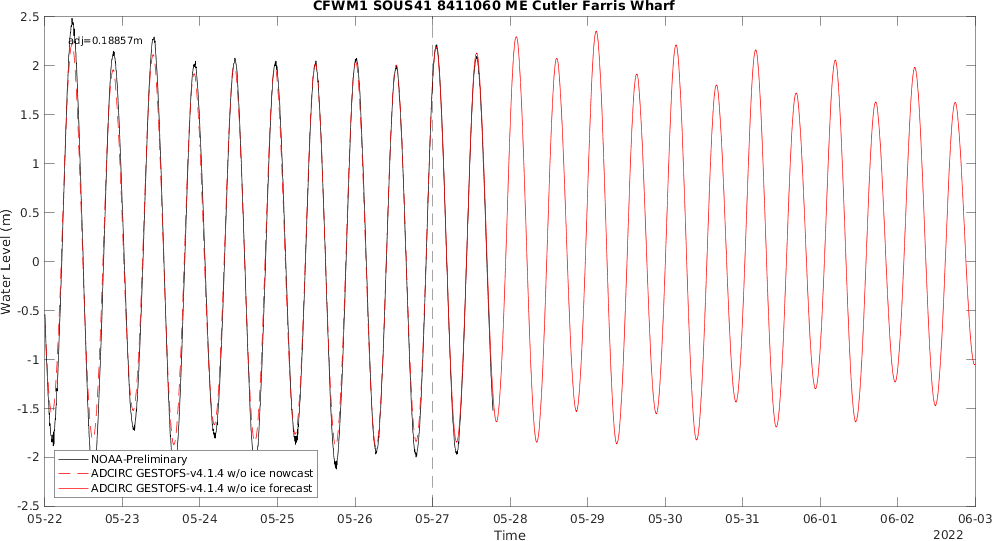 CFWM1 SOUS41 8411060 ME Cutler Farris Wharf
2.5
adj=0.18857m
2
1.5
1
0.5
0
-0.5
-1
-1.5
-2
-2.5
Water Level (m)
NOAA-Preliminary
ADCIRC GESTOFS-v4.1.4 w/o ice nowcast
ADCIRC GESTOFS-v4.1.4 w/o ice forecast
05-22 05-23 05-24 05-25 05-26 05-27 05-28 05-29 05-30 05-31 06-01 06-02 06-03
Time
2022